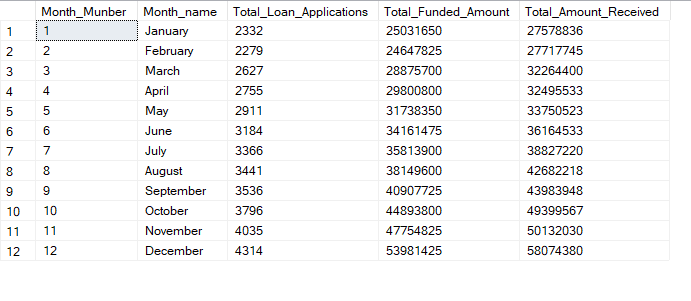 Month_Munber Month_name Total_Loan_Applications Total_Funded_Amount Total_Amount_Received
1 1 January 2332 25031650 27578836
2 2 February 2279 24647825 27717745
3 3 March 2627 28875700 32264400
4 4 April 2755 29800800 32495533
5 5 May 2911 31738350 33750523
6 6 June 3184 34161475 36164533
7 7 July 3366 35813900 38827220
8 8 August 3441 38149600 42682218
9 9 September 3536 40907725 43983948
10 10 October 3796 44893800 49399567
11 11 November 4035 47754825 50132030
12 12 December 4314 53981425 58074380